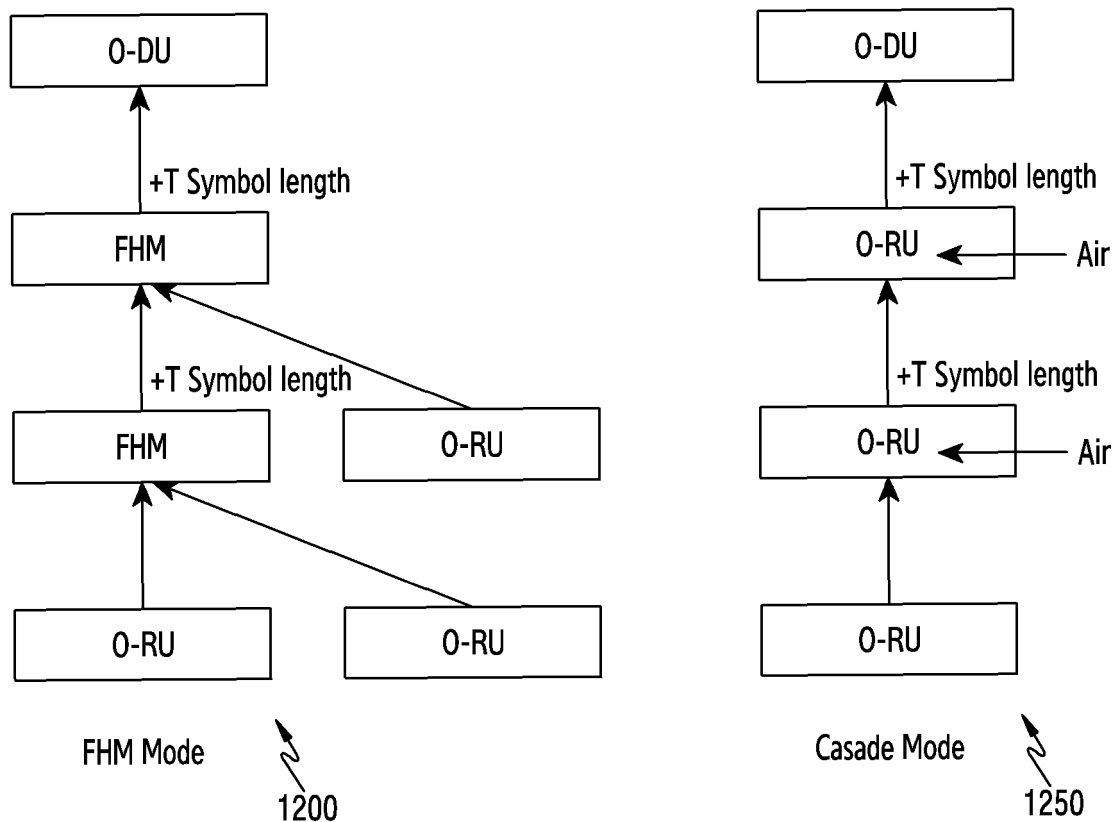 O-DU
+T Symbol length
FHM
+T Symbol length
FHM
O-RU
O-RU
O-RU
FHM Mode
1200
O-DU
+T Symbol length
O-RU
Air
+T Symbol length
O-RU
Air
O-RU
Casade Mode
1250